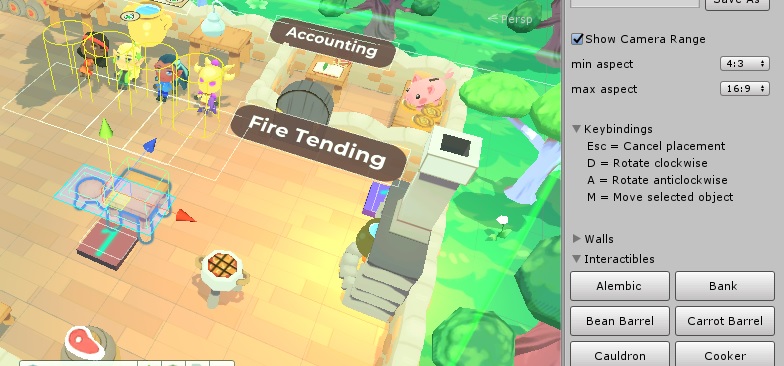 Save As
Accounting
Persp
Show Camera Range
min aspect
4:3
max aspect
16:9
Fire Tending
Keybindings
Esc = Cancel placement
D = Rotate clockwise
A = Rotate anticlockwise
M = Move selected object
Walls
Interactibles
Alembic
Bank
Bean Barrel
Carrot Barrel
Cauldron
Cooker